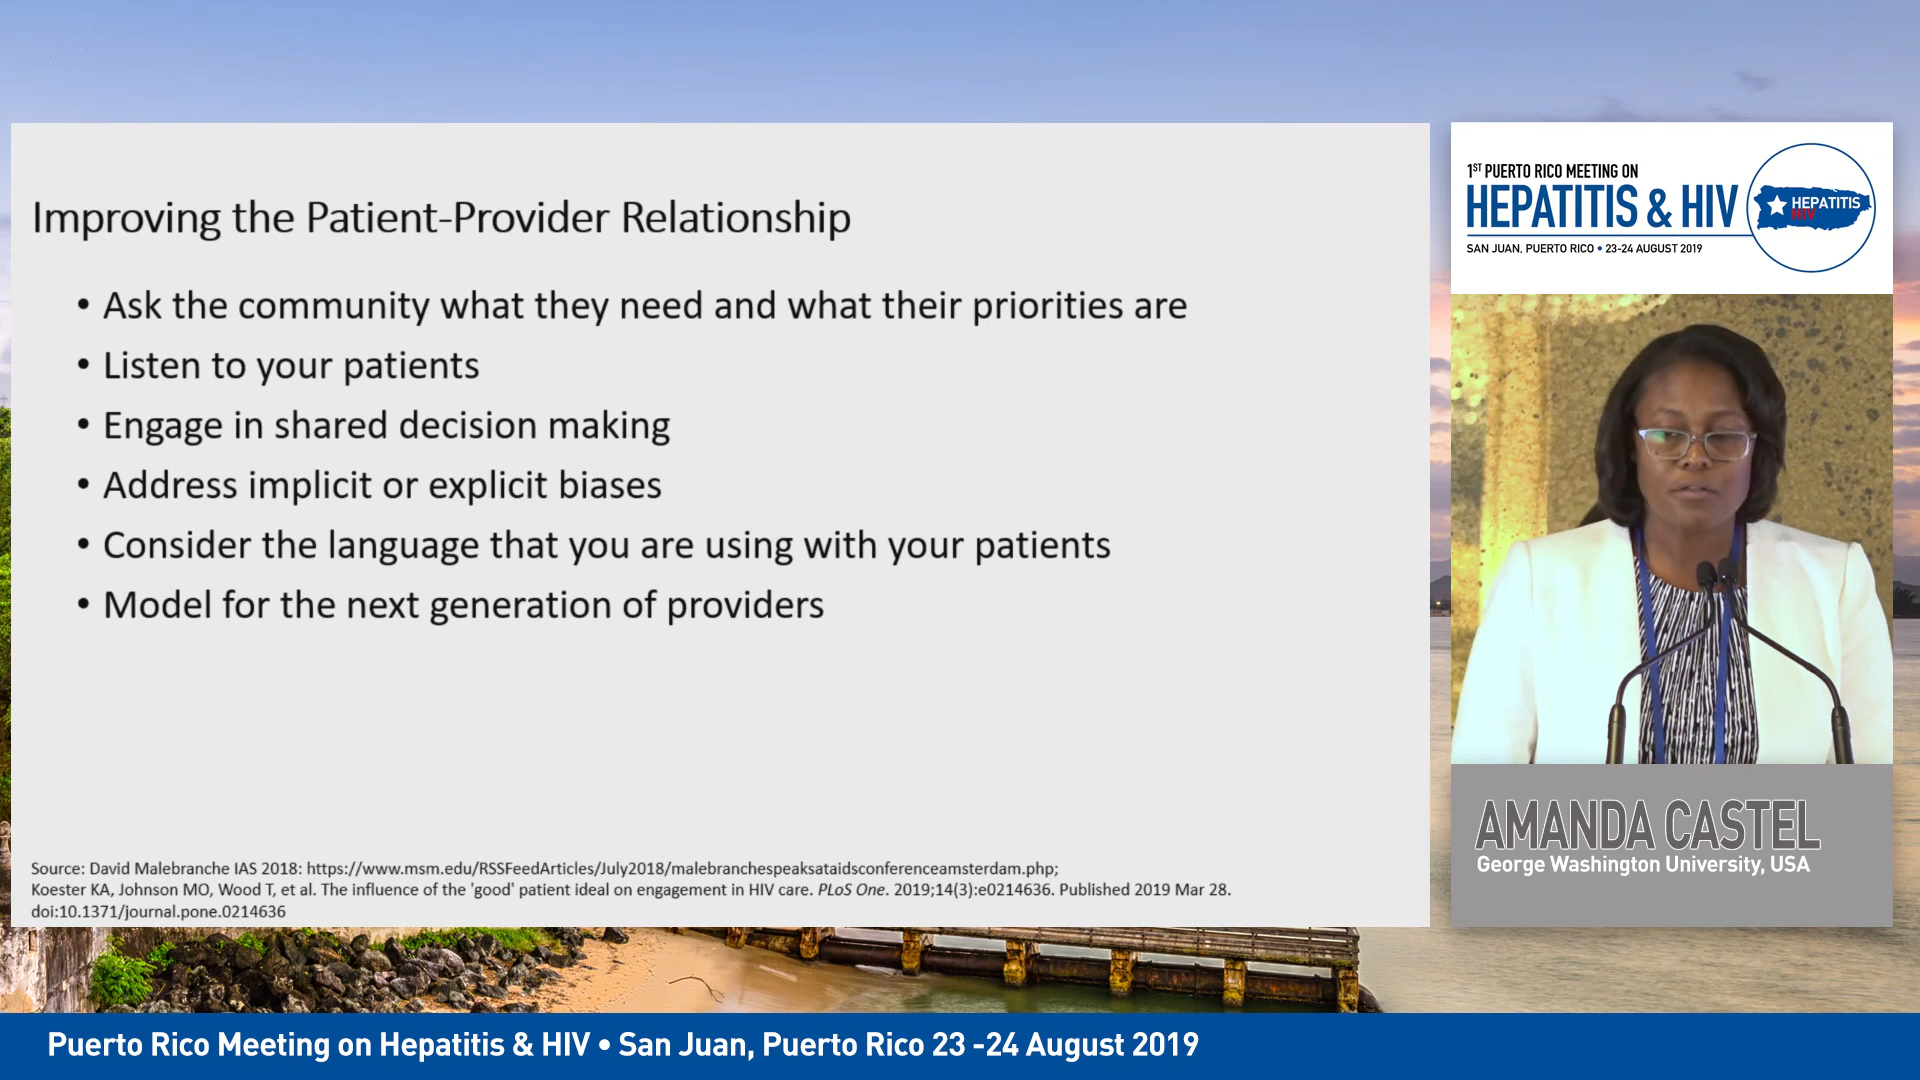 Improving the Patient-Provider Relationship
• Ask the community what they need and what their priorities are
• Listen to your patients
• Engage in shared decision making
• Address implicit or explicit biases
• Consider the language that you are using with your patients
• Model for the next generation of providers
Source: David Malebranche IAS 2018: https://www.msm.edu/RSSFeedArticles/July2018/malebranchespeaksataidsconferenceamsterdam.php;
Koester KA, Johnson MO, Wood T, et al. The influence of the 'good' patient ideal on engagement in HIV care. PLoS One. 2019;14(3):e0214636. Published 2019 Mar 28.
doi:10.1371/journal.pone.0214636
1ST PUERTO RICO MEETING ON
HEPATITIS & HIV
SAN JUAN, PUERTO RICO • 23-24 AUGUST 2019
HEPATITIS
HIV
AMANDA CASTEL
George Washington University, USA
Puerto Rico Meeting on Hepatitis & HIV • San Juan, Puerto Rico 23 -24 August 2019